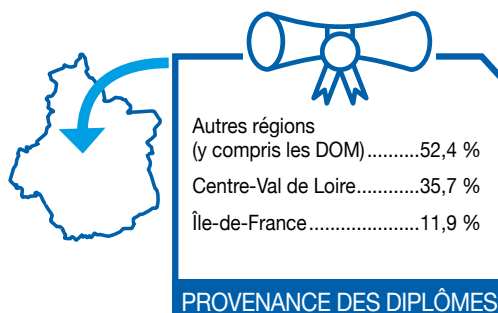 Autres régions
(y compris les DOM)..........52,4 %
Centre-Val de Loire............35,7 %
Île-de-France.....................11,9 %
PROVENANCE DES DIPLÔMES